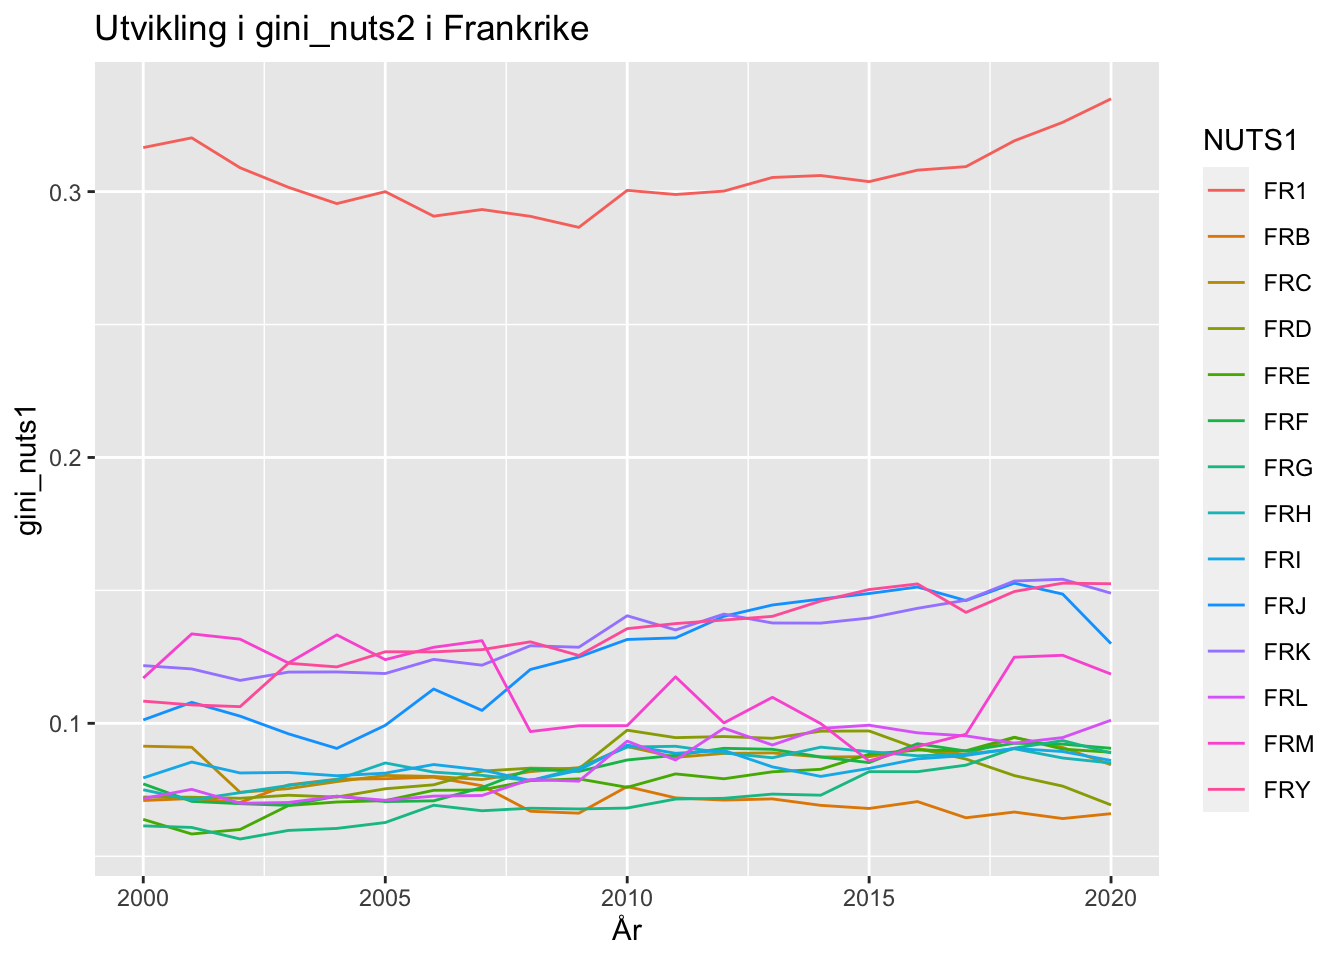 Utvikling i gini_nuts2 i Frankrike
gini_nuts1
0.3
0.2
0.1
2000 2005 2010 2015 2020
År
NUTS1
FR1
FRB
FRC
FRD
FRE
FRF
FRG
FRH
FRI
FRJ
FRK
FRL
FRM
FRY